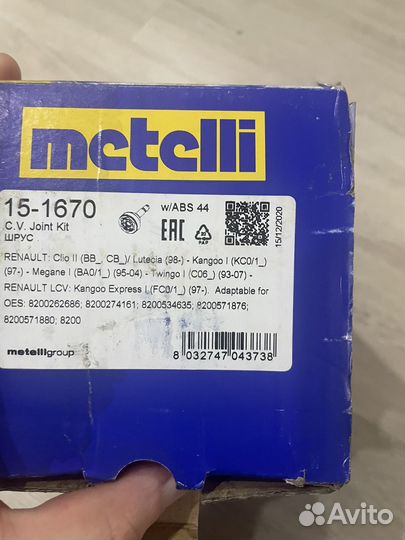 metelli
15-1670
w/ABS 44
C.V. Joint Kit
ШРУС
EAC
PAP
15/12/2020
RENAULT: Clio II (BB_, CB_)/ Lutecia (98-) - Kangoo I (KC0/1_)
(97-) - Megane I (BA0/1_) (95-04) - Twingo I (C06_) (93-07) -
RENAULT LCV: Kangoo Express I (FC0/1_) (97-). Adaptable for
OES: 8200262686; 8200274161; 8200534635; 8200571876;
8200571880; 8200
metelligroup
8 032747 043738
Avito